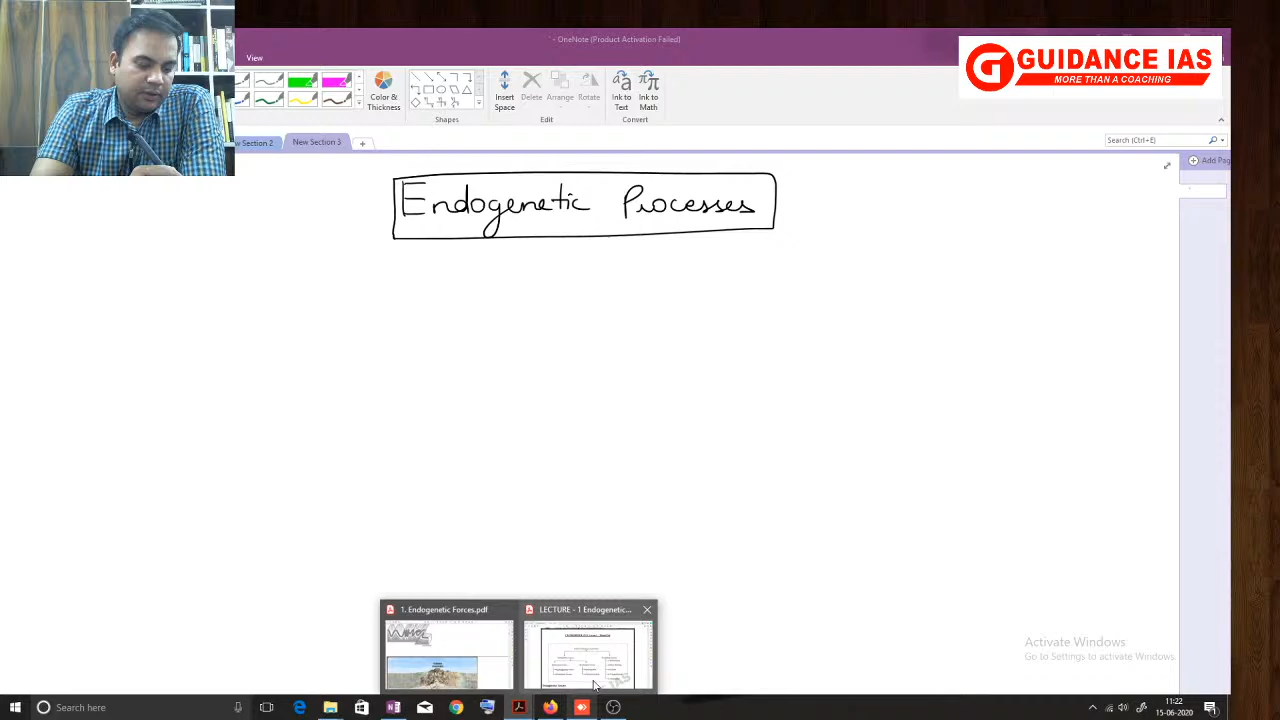 - OneNote (Product Activation Failed)
GUIDANCE IAS
MORE THAN A COACHING
View
Color &
Thickness
Insert
Space
Delete
Arrange
Rotate
Ink to
Text
Ink to
Math
Shapes
Edit
Convert
Section 2
New Section 3
Search (Ctrl+E)
Add Pag
Endogenetic Processes
1. Endogenetic Forces.pdf
LECTURE - 1 Endogenetic...
Activate Windows
Go to Settings to activate Windows.
Search here
11:22
15-06-2020